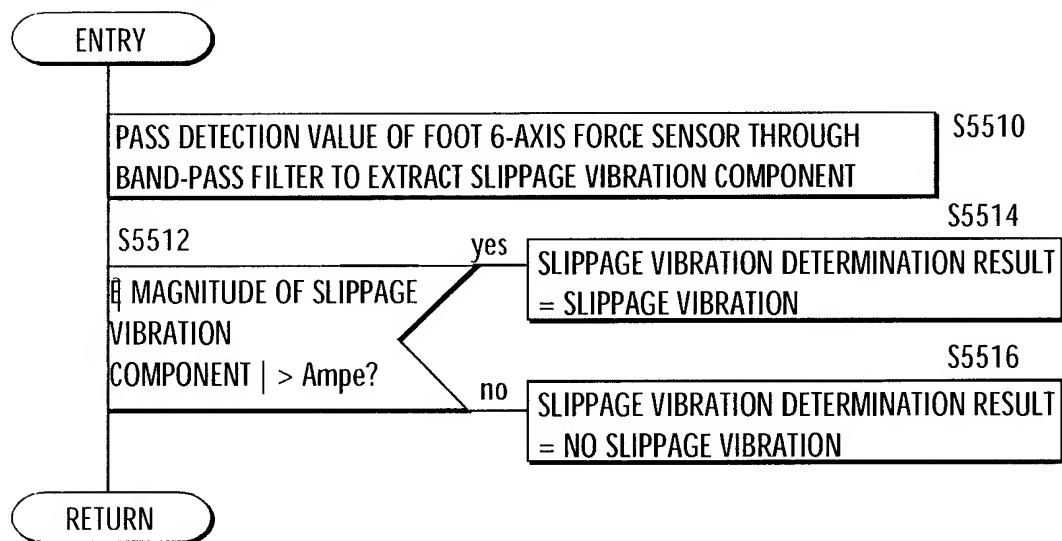 ENTRY
PASS DETECTION VALUE OF FOOT 6-AXIS FORCE SENSOR THROUGH
BAND-PASS FILTER TO EXTRACT SLIPPAGE VIBRATION COMPONENT
S5510
S5512
| MAGNITUDE OF SLIPPAGE
VIBRATION
COMPONENT | > Ampe?
yes
S5514
SLIPPAGE VIBRATION DETERMINATION RESULT
= SLIPPAGE VIBRATION
no
S5516
SLIPPAGE VIBRATION DETERMINATION RESULT
= NO SLIPPAGE VIBRATION
RETURN